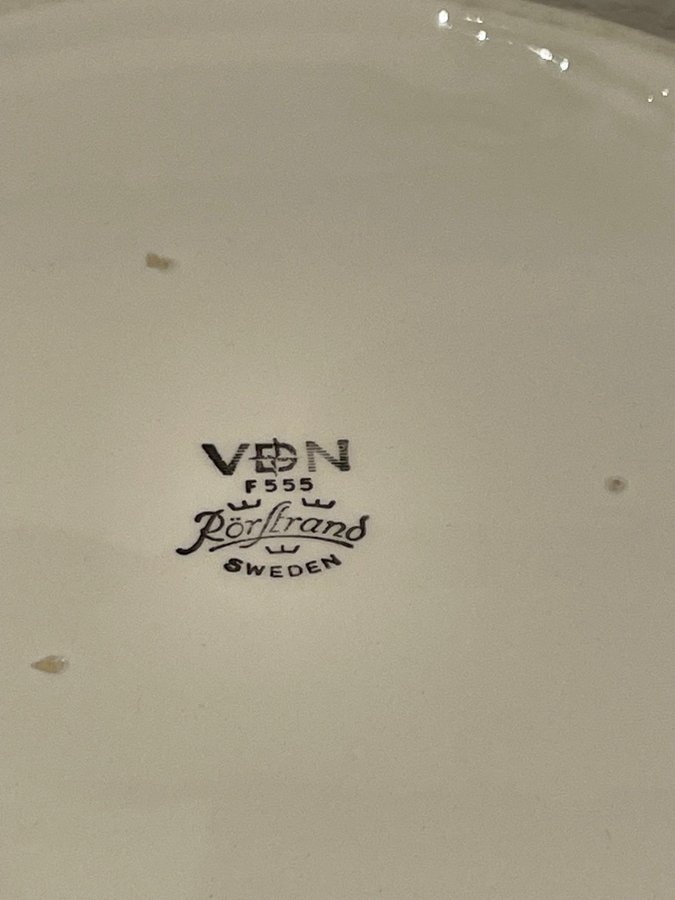 VDN
F555
Rörstrand
SWEDEN